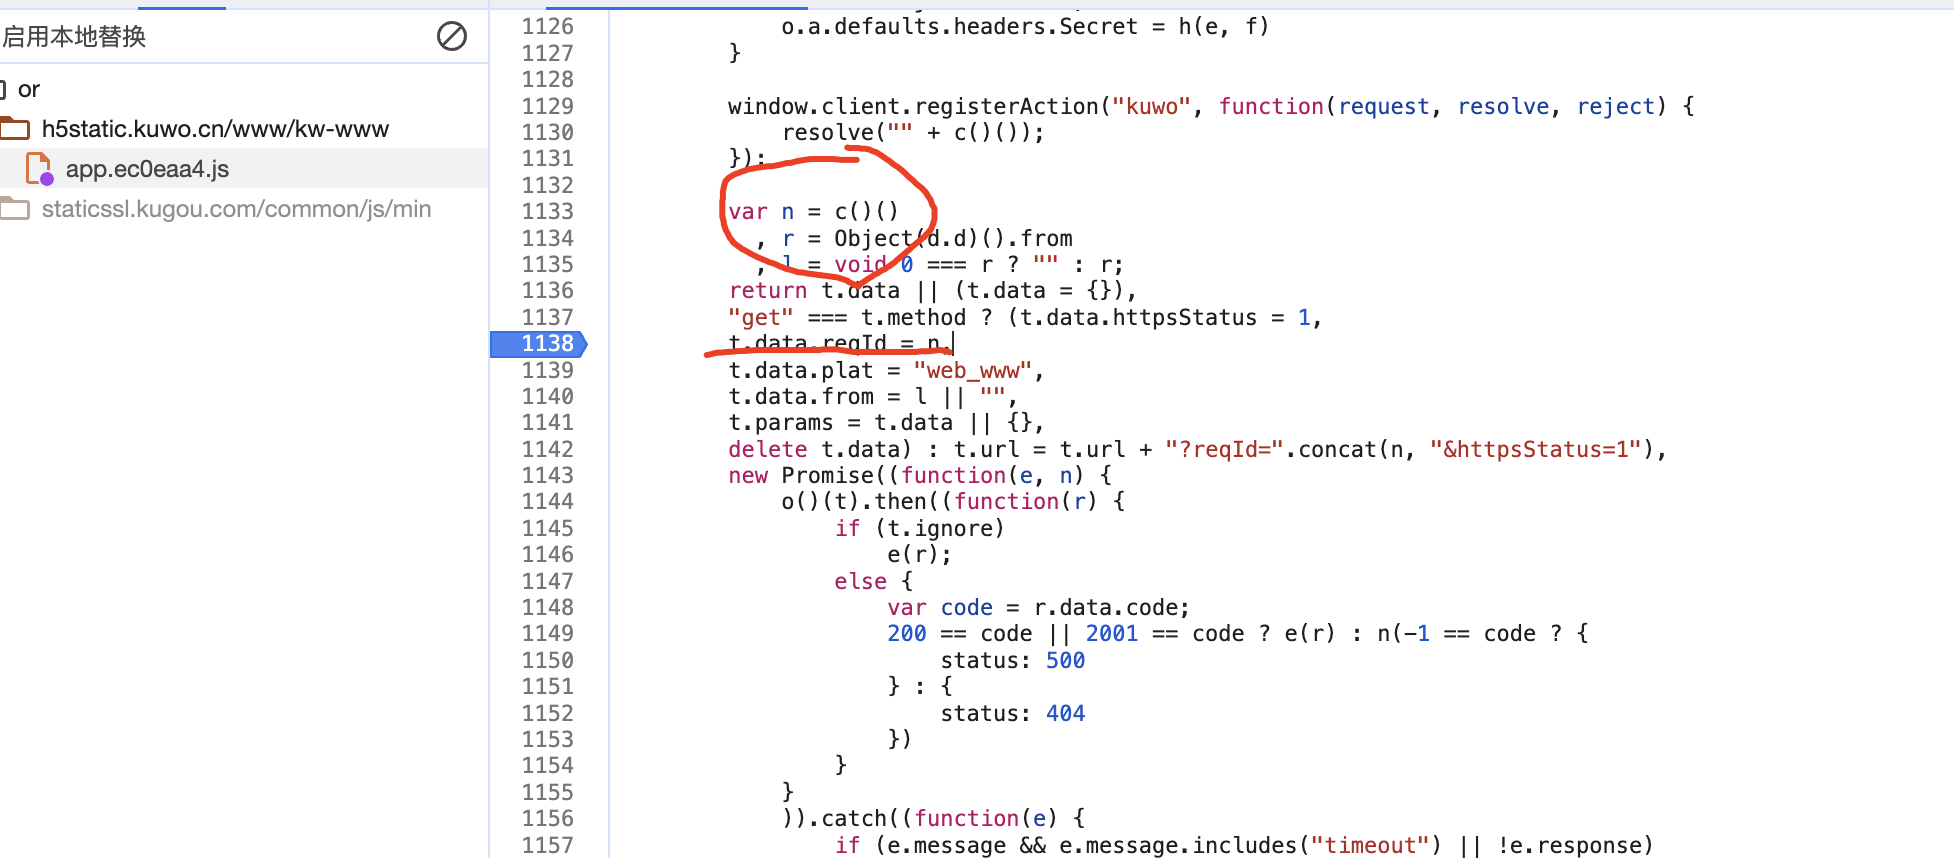 启用本地替换
or
h5static.kuwo.cn/www/kw-www
app.ec0eaa4.js
staticssl.kugou.com/common/js/min
1126 o.a.defaults.headers.Secret = h(e, f)
1127 }
1128
1129 window.client.registerAction("kuwo", function(request, resolve, reject) {
1130 resolve("" + c()());
1131 });
1132
1133 var n = c()()
1134 , r = Object(d.d)().from
1135 , l = void 0 === r ? "" : r;
1136 return t.data || (t.data = {}),
1137 "get" === t.method ? (t.data.httpsStatus = 1,
1138 t.data.reqId = n,
1139 t.data.plat = "web_www",
1140 t.data.from = l || "",
1141 t.params = t.data || {},
1142 delete t.data) : t.url = t.url + "?reqId=".concat(n, "&httpsStatus=1"),
1143 new Promise((function(e, n) {
1144 o()(t).then((function(r) {
1145 if (t.ignore)
1146 e(r);
1147 else {
1148 var code = r.data.code;
1149 200 == code || 2001 == code ? e(r) : n(-1 == code ? {
1150 status: 500
1151 } : {
1152 status: 404
1153 })
1154 }
1155 }
1156 )).catch((function(e) {
1157 if (e.message && e.message.includes("timeout") || !e.response)